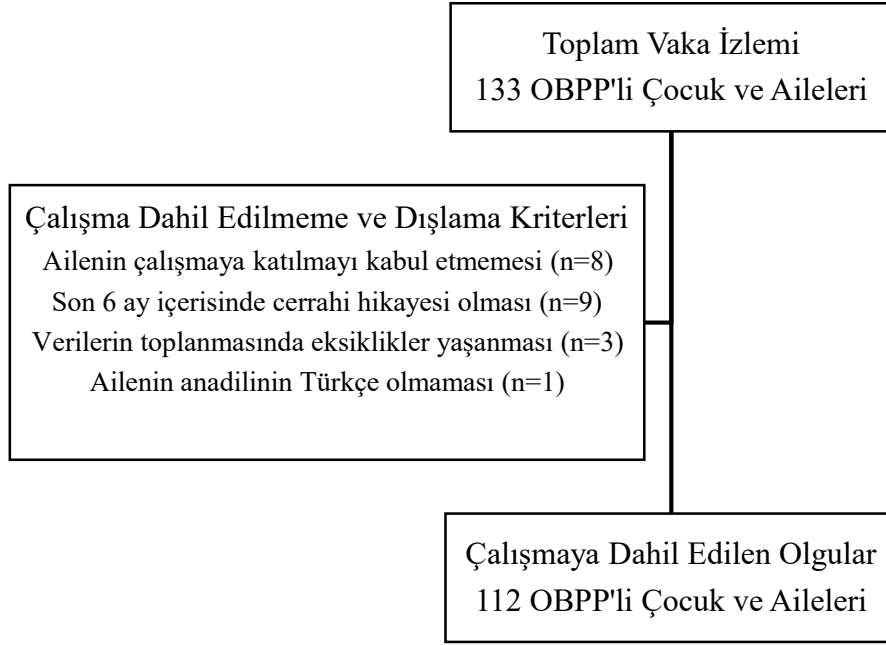 Toplam Vaka İzlemi
133 OBPP'li Çocuk ve Aileleri
Çalışma Dahil Edilmeme ve Dışlama Kriterleri
Ailenin çalışmaya katılmayı kabul etmemesi (n=8)
Son 6 ay içerisinde cerrahi hikayesi olması (n=9)
Verilerin toplanmasında eksiklikler yaşanması (n=3)
Ailenin anadilinin Türkçe olmaması (n=1)
Çalışmaya Dahil Edilen Olgular
112 OBPP'li Çocuk ve Aileleri